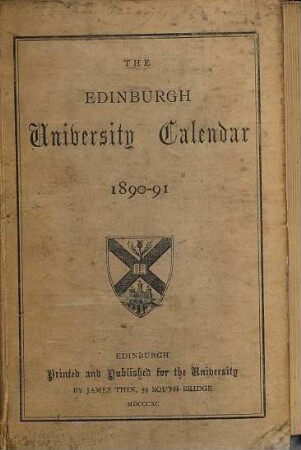 THE
EDINBURGH
University Calendar
1890-91
EDINBURGH
Printed and Published for the University
BY JAMES THIN, 55 SOUTH BRIDGE
MDCCCXC